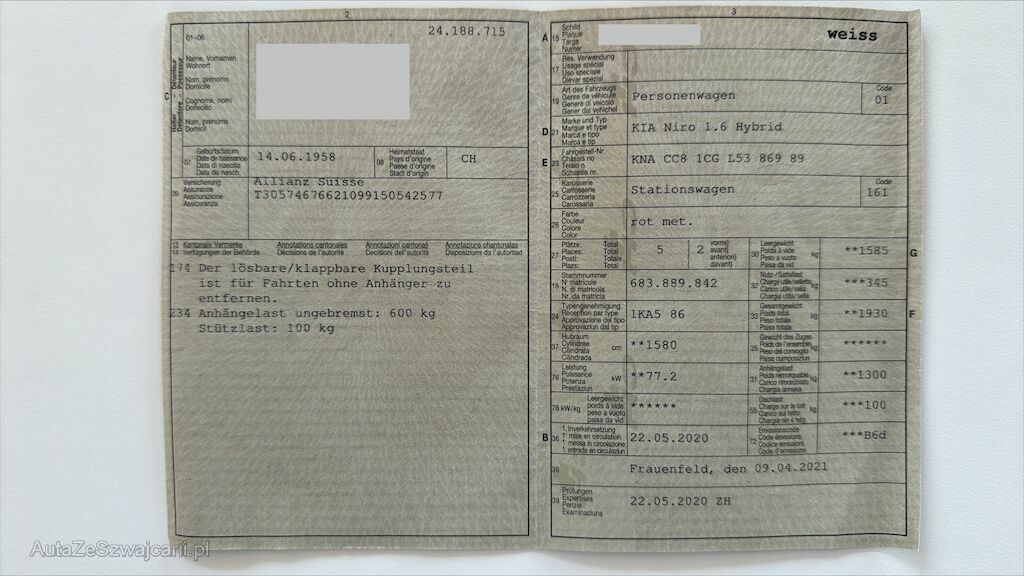 2
24.188.715
01-06
Name, Vornamen
Wohnort
Nom, prénoms
Domicile
Cognome, nomi
Domicilio
Num, prenums
Domicil
C
Halter – Détenteur
Detentore – Possessur
07
Geburtsdatum
Date de naissance
Data di nascita
Data da nasch.
14.06.1958
08
Heimatstaat
Pays d'origine
Paese d'origine
Stadi d'origin
CH
09
Versicherung
Assurance
Assicurazione
Assicuranza
Allianz Suisse
T30574676621099150542577
13 Kantonale Vermerke
14 Verfügungen der Behörde
Annotations cantonales
Décisions de l'autorité
Annotazioni cantonali
Decisioni dell'autorità
Annotaziuns chantunalas
Disposiziuns da l'autoritad
174 Der lösbare/klappbare Kupplungsteil
ist für Fahrten ohne Anhänger zu
entfernen.
234 Anhängelast ungebremst: 600 kg
Stützlast: 100 kg
3
A
15
Schild
Plaque
Targa
Numer
weiss
17
Bes. Verwendung
Usage spécial
Uso speciale
Diever spezial
19
Art des Fahrzeugs
Genre de véhicule
Genere di veicolo
Gener dal vehichel
Personenwagen
Code
01
D
21
Marke und Typ
Marque et type
Marca e tipo
Marca e tip
KIA Niro 1.6 Hybrid
E
23
Fahrgestell-Nr.
Châssis no
Telaio n.
Schassis nr.
KNA CC8 1CG L53 869 89
25
Karosserie
Carrosserie
Carrozzeria
Carossaria
Stationswagen
Code
161
26
Farbe
Couleur
Colore
Colur
rot met.
27
Plätze: Total
Places: Total
Posti: Totale
Plazs: Total
5
2
vorne)
avant)
anteriori)
davant)
30
Leergewicht
Poids à vide
Peso a vuoto
Paisa da vid
kg
**1585
G
18
Stammnummer
N° matricule
N. di matricola
Nr. da matricla
683.889.842
32
Nutz-/Sattellast
Charge utile/sellette
Carico utile/sella
Chargia utila/sella
kg
***345
24
Typengenehmigung
Réception par type
Approvazione del tipo
Approvaziun dal tip
1KA5 86
33
Gesamtgewicht
Poids total
Peso totale
Paisa totala
kg
**1930
F
37
Hubraum
Cylindrée
Cilindrata
Cilindrada
cm³
**1580
35
Gewicht des Zuges
Poids de l'ensemble
Peso del convoglio
Paisa cumposiziun
kg
******
76
Leistung
Puissance
Potenza
Prestaziun
kW
**77.2
31
Anhängelast
Poids remorquable
Carico rimorchiato
Chargia annexa
kg
**1300
78 kW/kg
Leergewicht
poids à vide
peso a vuoto
paisa da vid
******
55
Dachlast
Charge sur le toit
Carico sul tetto
Chargia sin il tetg
kg
***100
B
36
1. Inverkehrsetzung
1re mise en circulation
1a messa in circolazione
1. entrada en circulaziun
22.05.2020
72
Emissionscode
Code émissions
Codice emissioni
Code d'emissiuns
***B6d
38
Frauenfeld, den 09.04.2021
39
Prüfungen
Expertises
Perizie
Examinaziuns
22.05.2020 ZH
AutaZeSzwajcarii.pl